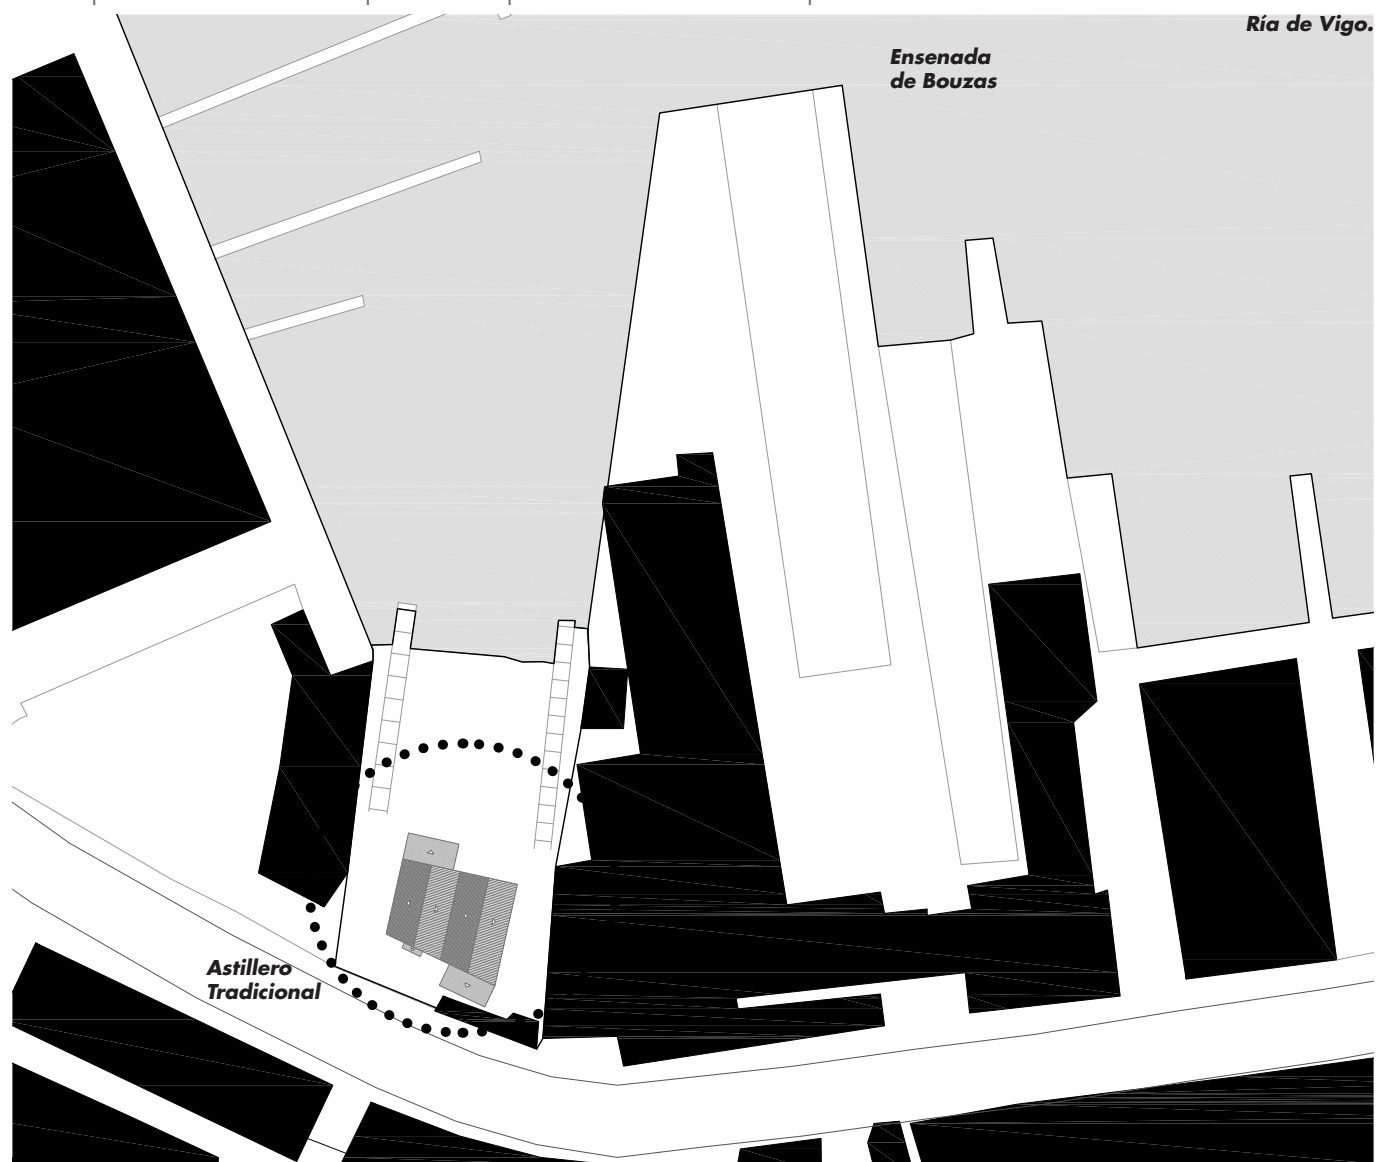 Ría de Vigo.
Ensenada
de Bouzas
Astillero
Tradicional